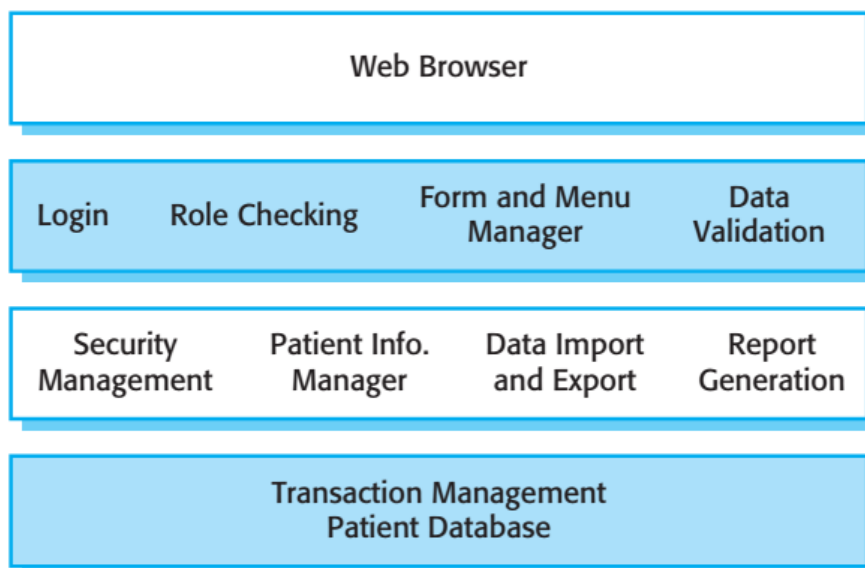 Web Browser
Login
Role Checking
Form and Menu
Manager
Data
Validation
Security
Management
Patient Info.
Manager
Data Import
and Export
Report
Generation
Transaction Management
Patient Database